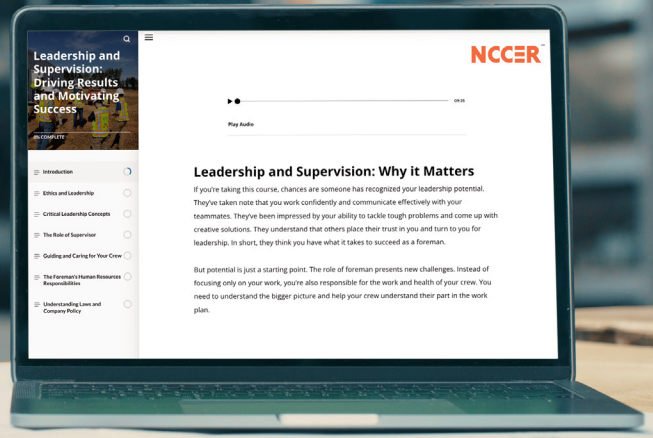 Leadership and
Supervision:
Driving Results
and Motivating
Success
0% COMPLETE
Introduction
Ethics and Leadership
Critical Leadership Concepts
The Role of Supervisor
Guiding and Caring for Your Crew
The Foreman's Human Resources
Responsibilities
Understanding Laws and
Company Policy
NCCER
Play Audio
Leadership and Supervision: Why it Matters
If you're taking this course, chances are someone has recognized your leadership potential.
They've taken note that you work confidently and communicate effectively with your
teammates. They've been impressed by your ability to tackle tough problems and come up with
creative solutions. They understand that others place their trust in you and turn to you for
leadership. In short, they think you have what it takes to succeed as a foreman.
But potential is just a starting point. The role of foreman presents new challenges. Instead of
focusing only on your work, you're also responsible for the work and health of your crew. You
need to understand the bigger picture and help your crew understand their part in the work
plan.